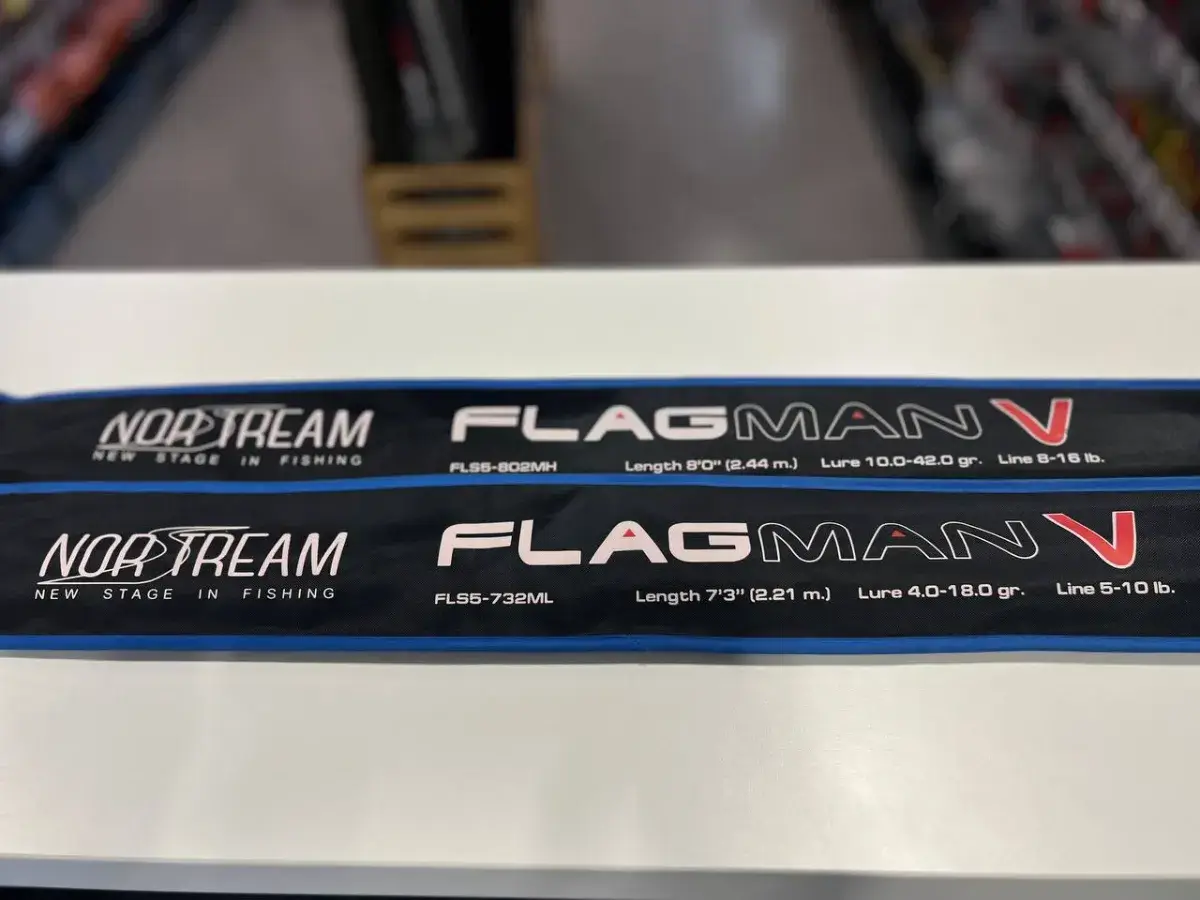 NORSTREAM
NEW STAGE IN FISHING
FLAGMAN V
FLS5-802MH Length 8'0" (2.44 m.) Lure 10.0-42.0 gr. Line 8-16 lb.
NORSTREAM
NEW STAGE IN FISHING
FLAGMAN V
FLS5-732ML Length 7'3" (2.21 m.) Lure 4.0-18.0 gr. Line 5-10 lb.